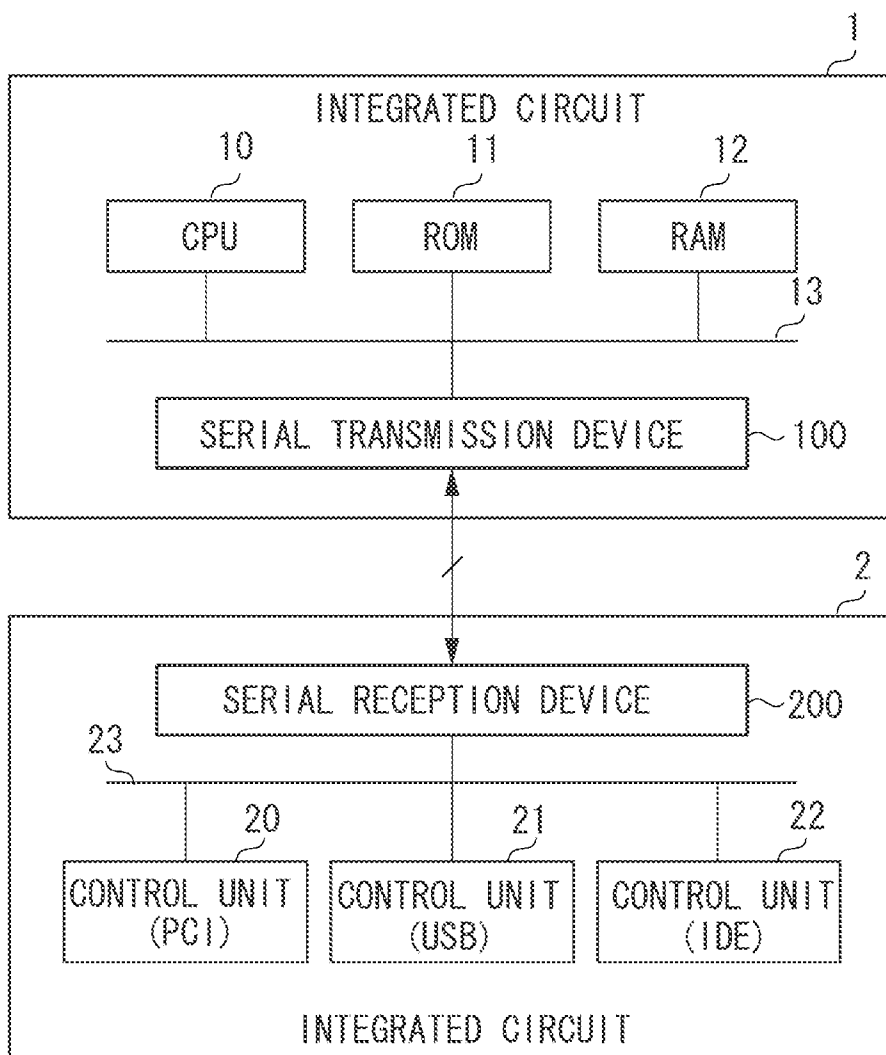 1
INTEGRATED CIRCUIT
10 11 12
CPU ROM RAM
13
SERIAL TRANSMISSION DEVICE 100
2
SERIAL RECEPTION DEVICE 200
23
20 21 22
CONTROL UNIT (PCI)
CONTROL UNIT (USB)
CONTROL UNIT (IDE)
INTEGRATED CIRCUIT